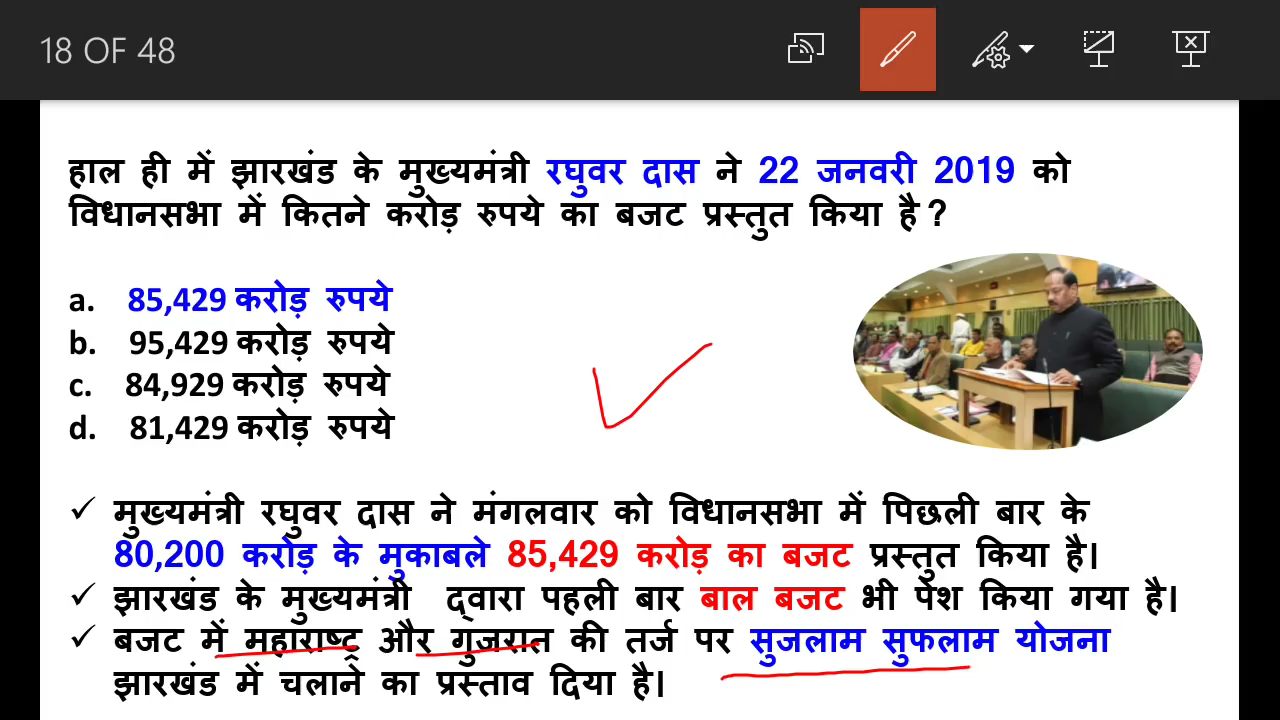 18 OF 48
हाल ही में झारखंड के मुख्यमंत्री रघुवर दास ने 22 जनवरी 2019 को
विधानसभा में कितने करोड़ रुपये का बजट प्रस्तुत किया है ?
a. 85,429 करोड़ रुपये
b. 95,429 करोड़ रुपये
c. 84,929 करोड़ रुपये
d. 81,429 करोड़ रुपये
✓ मुख्यमंत्री रघुवर दास ने मंगलवार को विधानसभा में पिछली बार के
80,200 करोड़ के मुकाबले 85,429 करोड़ का बजट प्रस्तुत किया है।
✓ झारखंड के मुख्यमंत्री द्वारा पहली बार बाल बजट भी पेश किया गया है।
✓ बजट में महाराष्ट्र और गुजरात की तर्ज पर सुजलाम सुफलाम योजना
झारखंड में चलाने का प्रस्ताव दिया है।